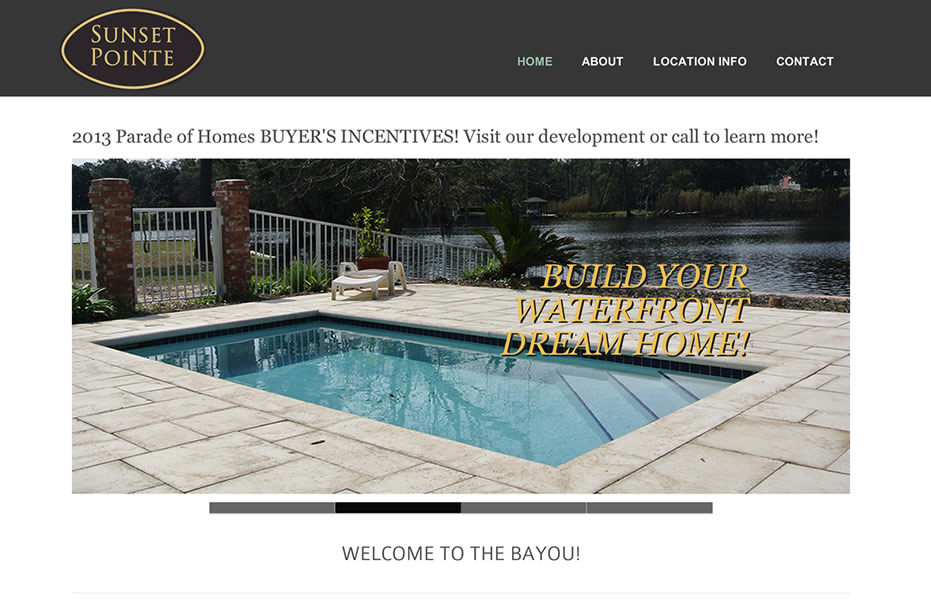 SUNSET
POINTE
HOME ABOUT LOCATION INFO CONTACT
2013 Parade of Homes BUYER'S INCENTIVES! Visit our development or call to learn more!
BUILD YOUR
WATERFRONT
DREAM HOME!
WELCOME TO THE BAYOU!